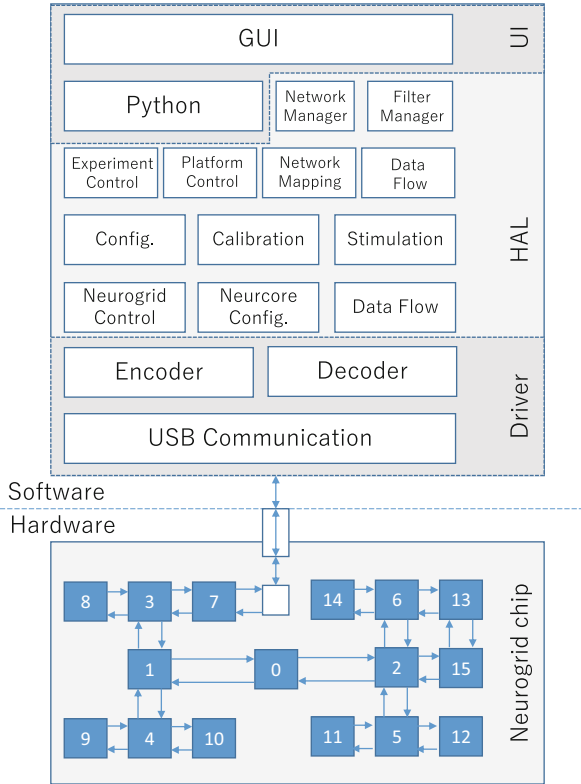 GUI
UI
Python
Network
Manager
Filter
Manager
Experiment
Control
Platform
Control
Network
Mapping
Data
Flow
Config.
Calibration
Stimulation
HAL
Neurogrid
Control
Neurcore
Config.
Data Flow
Encoder
Decoder
USB Communication
Driver
Software
Hardware
8
3
7
14
6
13
1
0
2
15
9
4
10
11
5
12
Neurogrid chip